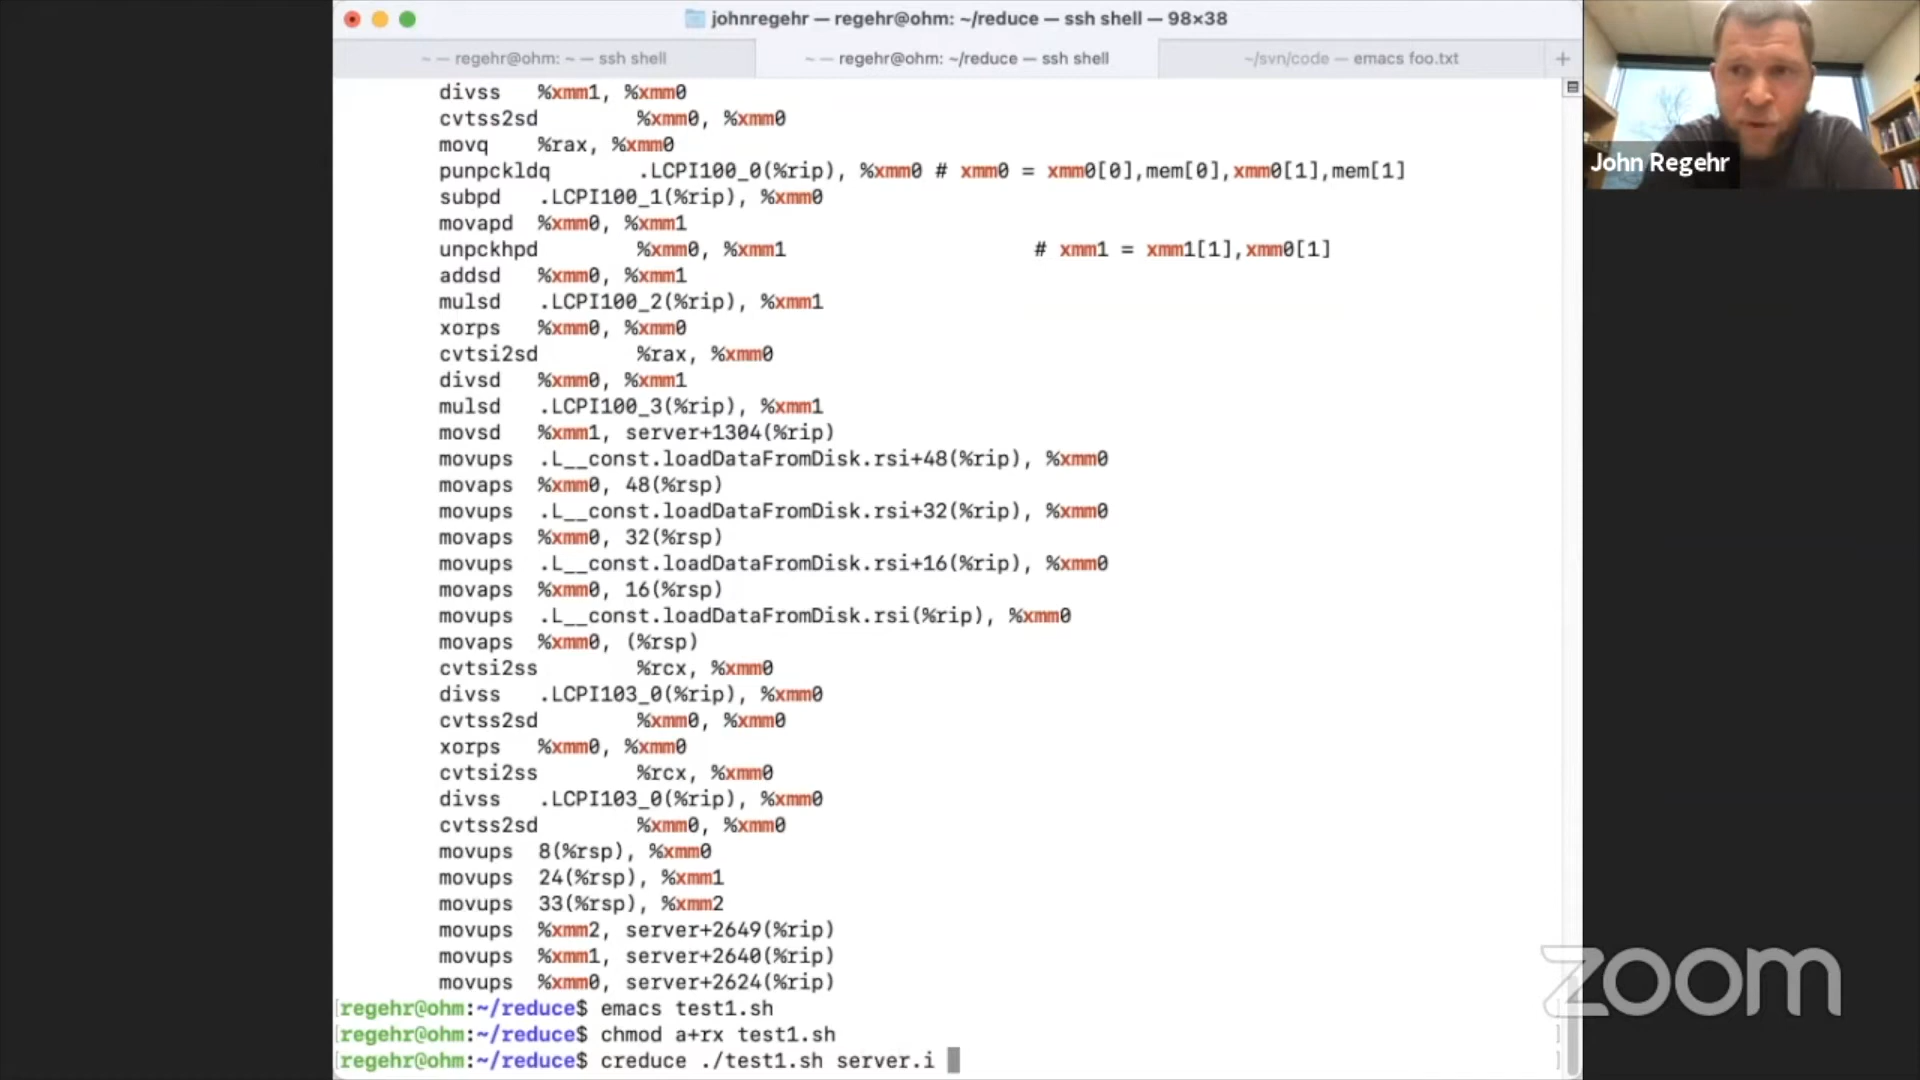 johnregehr — regehr@ohm: ~/reduce — ssh shell — 98×38
~ — regehr@ohm: ~ — ssh shell
~ — regehr@ohm: ~/reduce — ssh shell
~/svn/code — emacs foo.txt
+
divss %xmm1, %xmm0
cvtss2sd %xmm0, %xmm0
movq %rax, %xmm0
punpckldq .LCPI100_0(%rip), %xmm0 # xmm0 = xmm0[0],mem[0],xmm0[1],mem[1]
subpd .LCPI100_1(%rip), %xmm0
movapd %xmm0, %xmm1
unpckhpd %xmm0, %xmm1 # xmm1 = xmm1[1],xmm0[1]
addsd %xmm0, %xmm1
mulsd .LCPI100_2(%rip), %xmm1
xorps %xmm0, %xmm0
cvtsi2sd %rax, %xmm0
divsd %xmm0, %xmm1
mulsd .LCPI100_3(%rip), %xmm1
movsd %xmm1, server+1304(%rip)
movups .L__const.loadDataFromDisk.rsi+48(%rip), %xmm0
movaps %xmm0, 48(%rsp)
movups .L__const.loadDataFromDisk.rsi+32(%rip), %xmm0
movaps %xmm0, 32(%rsp)
movups .L__const.loadDataFromDisk.rsi+16(%rip), %xmm0
movaps %xmm0, 16(%rsp)
movups .L__const.loadDataFromDisk.rsi(%rip), %xmm0
movaps %xmm0, (%rsp)
cvtsi2ss %rcx, %xmm0
divss .LCPI103_0(%rip), %xmm0
cvtss2sd %xmm0, %xmm0
xorps %xmm0, %xmm0
cvtsi2ss %rcx, %xmm0
divss .LCPI103_0(%rip), %xmm0
cvtss2sd %xmm0, %xmm0
movups 8(%rsp), %xmm0
movups 24(%rsp), %xmm1
movups 33(%rsp), %xmm2
movups %xmm2, server+2649(%rip)
movups %xmm1, server+2640(%rip)
movups %xmm0, server+2624(%rip)
[regehr@ohm:~/reduce$ emacs test1.sh ]
[regehr@ohm:~/reduce$ chmod a+rx test1.sh ]
[regehr@ohm:~/reduce$ creduce ./test1.sh server.i ]
John Regehr
zoom